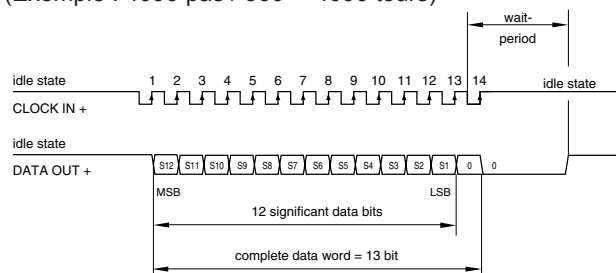 (Exemple : 4096 pas / 360° - 4096 tours)
wait-
period
idle state
1 2 3 4 5 6 7 8 9 10 11 12 13 14
idle state
CLOCK IN +
idle state
DATA OUT +
S12 S11 S10 S9 S8 S7 S6 S5 S4 S3 S2 S1 0 0
MSB
LSB
12 significant data bits
complete data word = 13 bit